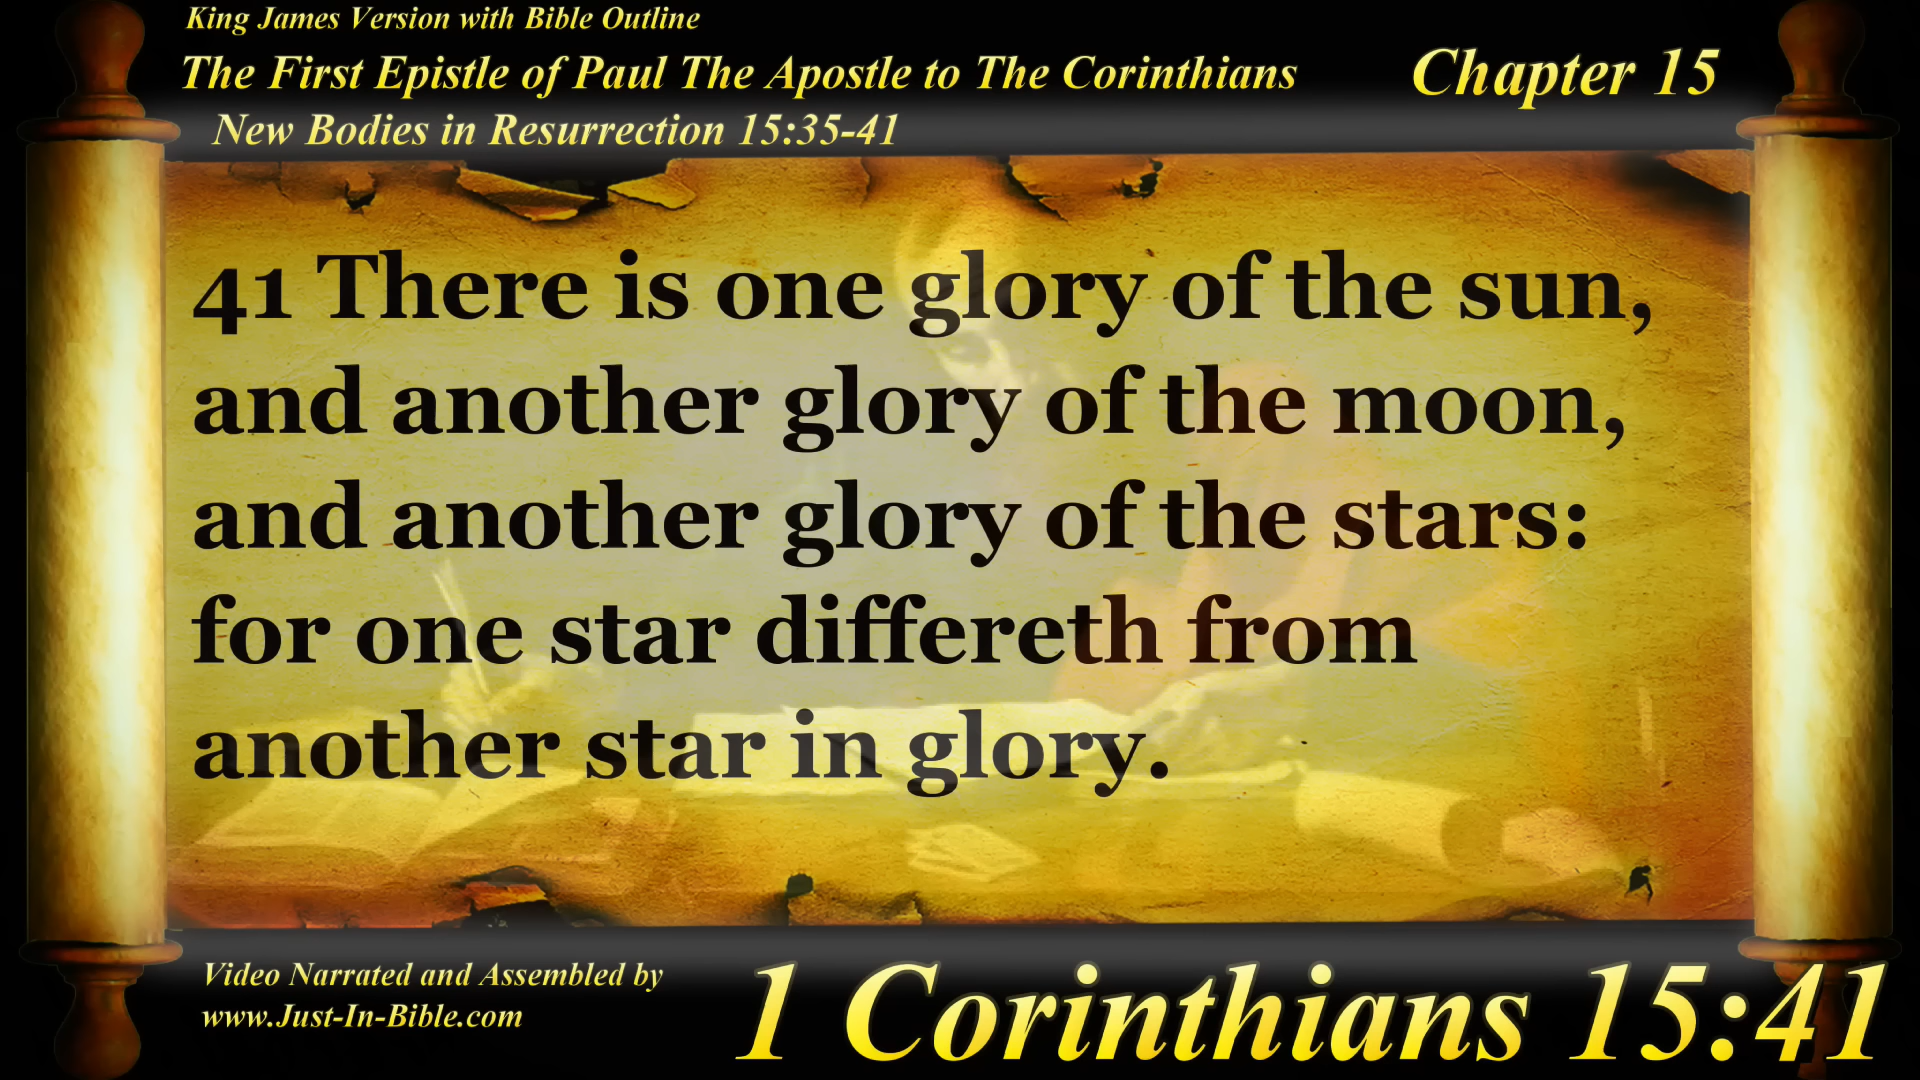 King James Version with Bible Outline
The First Epistle of Paul The Apostle to The Corinthians
Chapter 15
New Bodies in Resurrection 15:35-41
41 There is one glory of the sun,
and another glory of the moon,
and another glory of the stars:
for one star differeth from
another star in glory.
Video Narrated and Assembled by
www.Just-In-Bible.com
1 Corinthians 15:41